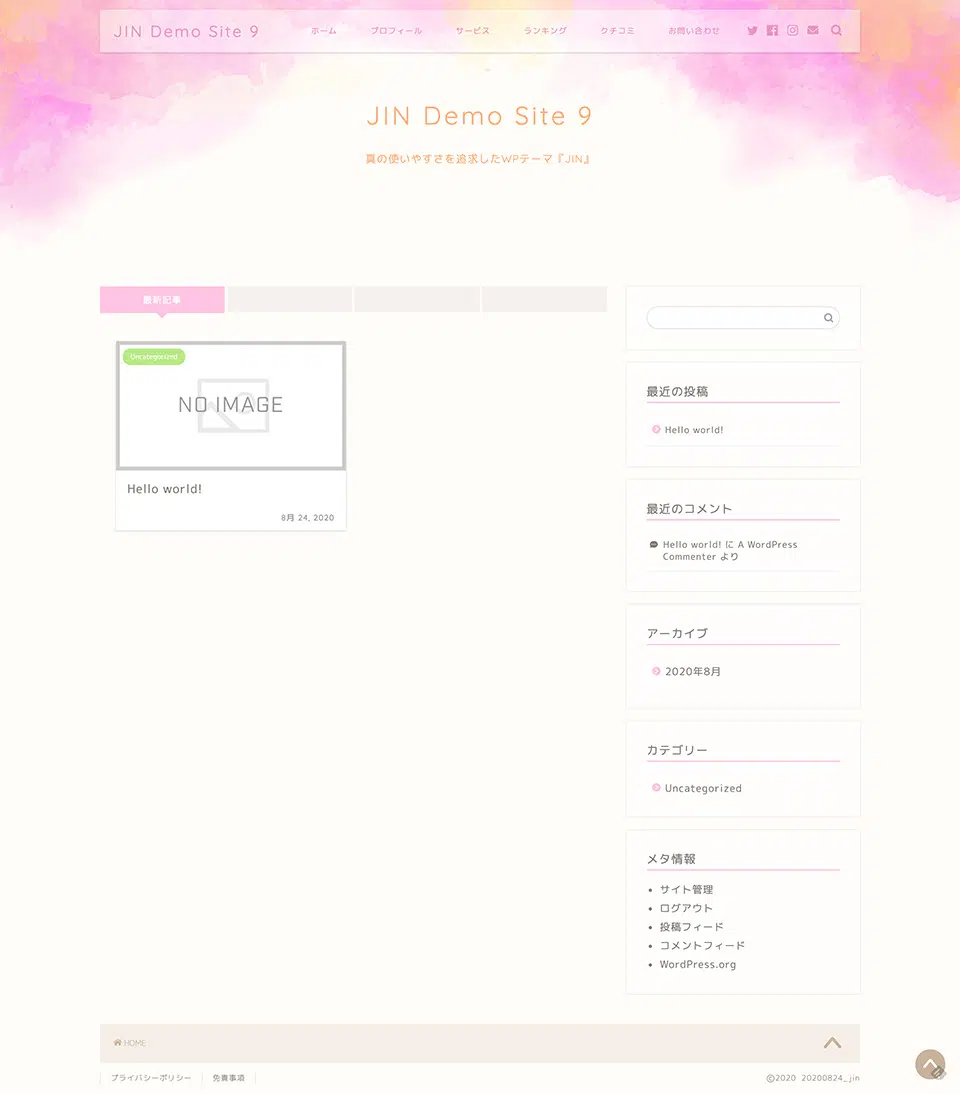 JIN Demo Site 9
ホーム プロフィール サービス ランキング クチコミ お問い合わせ
JIN Demo Site 9
真の使いやすさを追求したWPテーマ『JIN』
最新記事
Uncategorized
NO IMAGE
Hello world!
8月 24, 2020
最近の投稿
Hello world!
最近のコメント
Hello world! に A WordPress
Commenter より
アーカイブ
2020年8月
カテゴリー
Uncategorized
メタ情報
サイト管理
ログアウト
投稿フィード
コメントフィード
WordPress.org
HOME
プライバシーポリシー 免責事項
©2020 20200824_jin